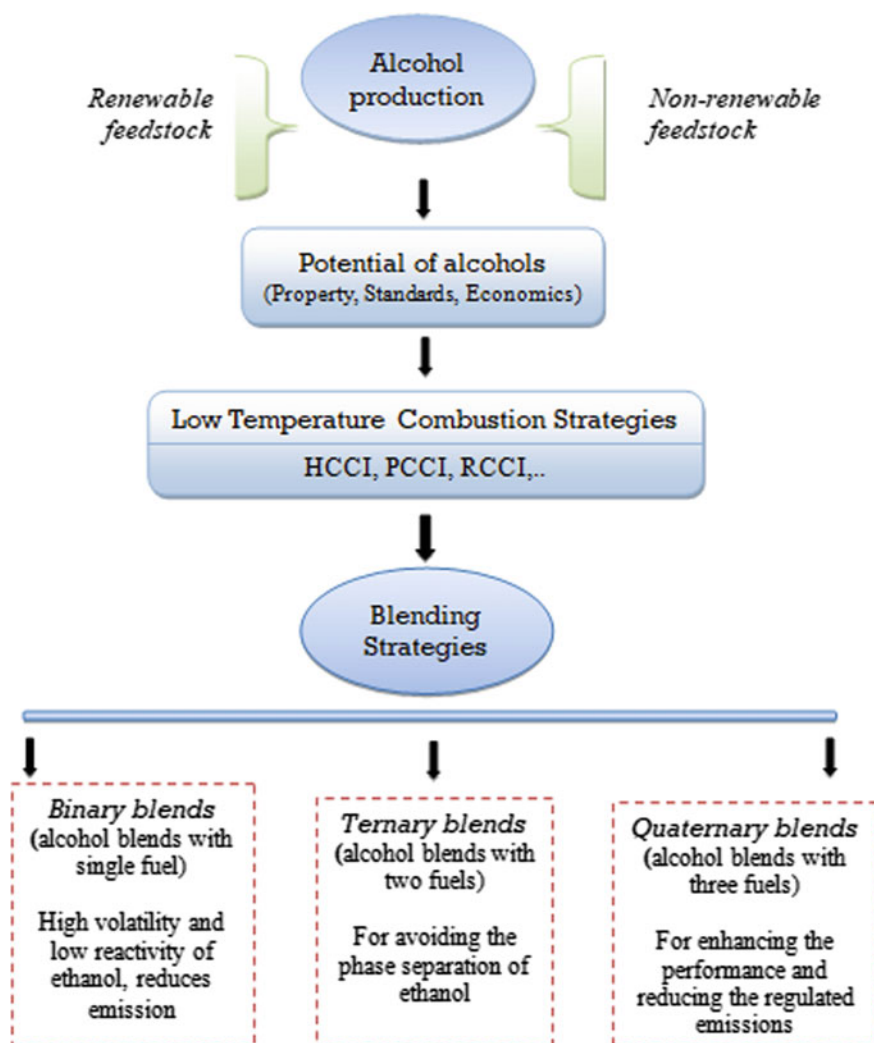 Alcohol
production
Renewable
feedstock
Non-renewable
feedstock
Potential of alcohols
(Property, Standards, Economics)
Low Temperature Combustion Strategies
HCCI, PCCI, RCCI,..
Blending
Strategies
Binary blends
(alcohol blends with
single fuel)
High volatility and
low reactivity of
ethanol, reduces
emission
Ternary blends
(alcohol blends with
two fuels)
For avoiding the
phase separation of
ethanol
Quaternary blends
(alcohol blends with
three fuels)
For enhancing the
performance and
reducing the regulated
emissions